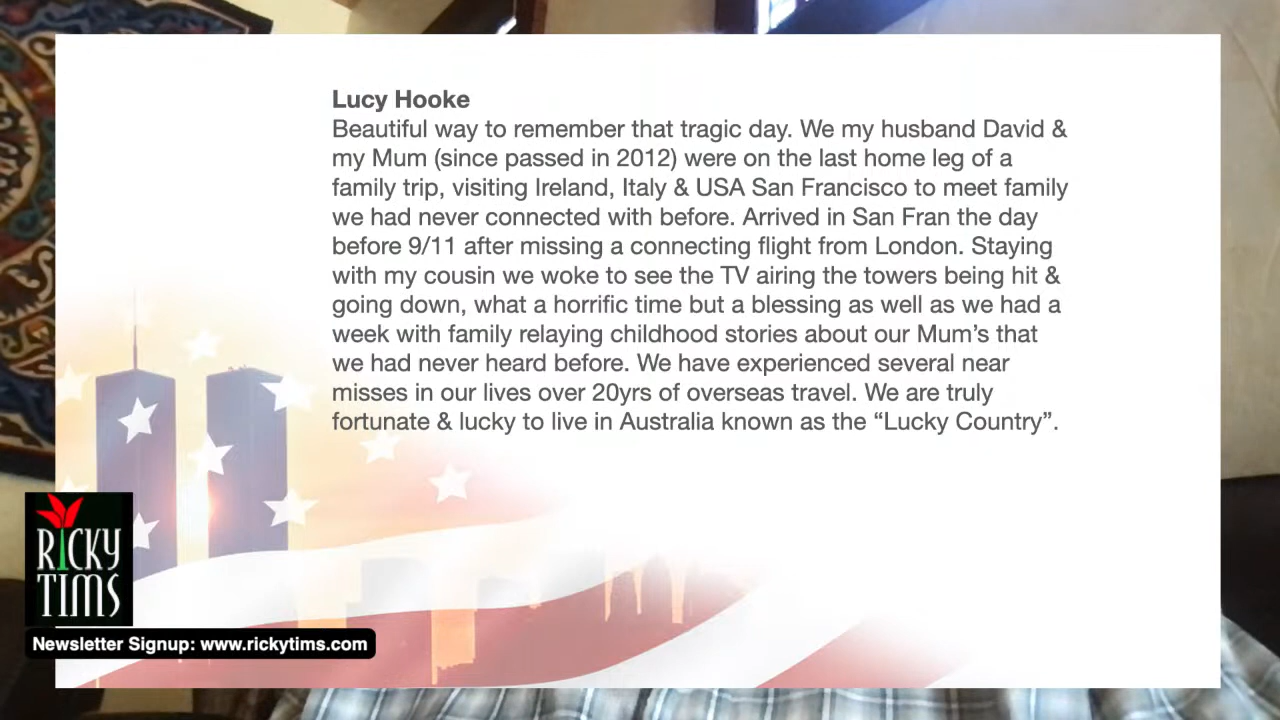 Lucy Hooke
Beautiful way to remember that tragic day. We my husband David &
my Mum (since passed in 2012) were on the last home leg of a
family trip, visiting Ireland, Italy & USA San Francisco to meet family
we had never connected with before. Arrived in San Fran the day
before 9/11 after missing a connecting flight from London. Staying
with my cousin we woke to see the TV airing the towers being hit &
going down, what a horrific time but a blessing as well as we had a
week with family relaying childhood stories about our Mum’s that
we had never heard before. We have experienced several near
misses in our lives over 20yrs of overseas travel. We are truly
fortunate & lucky to live in Australia known as the “Lucky Country”.
RICKY
TIMS
Newsletter Signup: www.rickytims.com